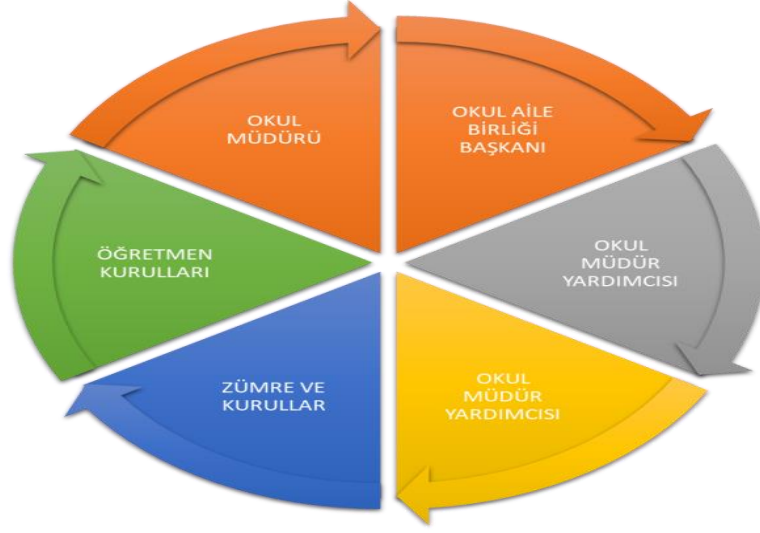 OKUL
MÜDÜRÜ
OKUL AİLE
BİRLİĞİ
BAŞKANI
OKUL
MÜDÜR
YARDIMCISI
OKUL
MÜDÜR
YARDIMCISI
ZÜMRE VE
KURULLAR
ÖĞRETMEN
KURULLARI